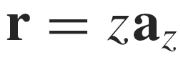 𝐫 = z𝐚_z